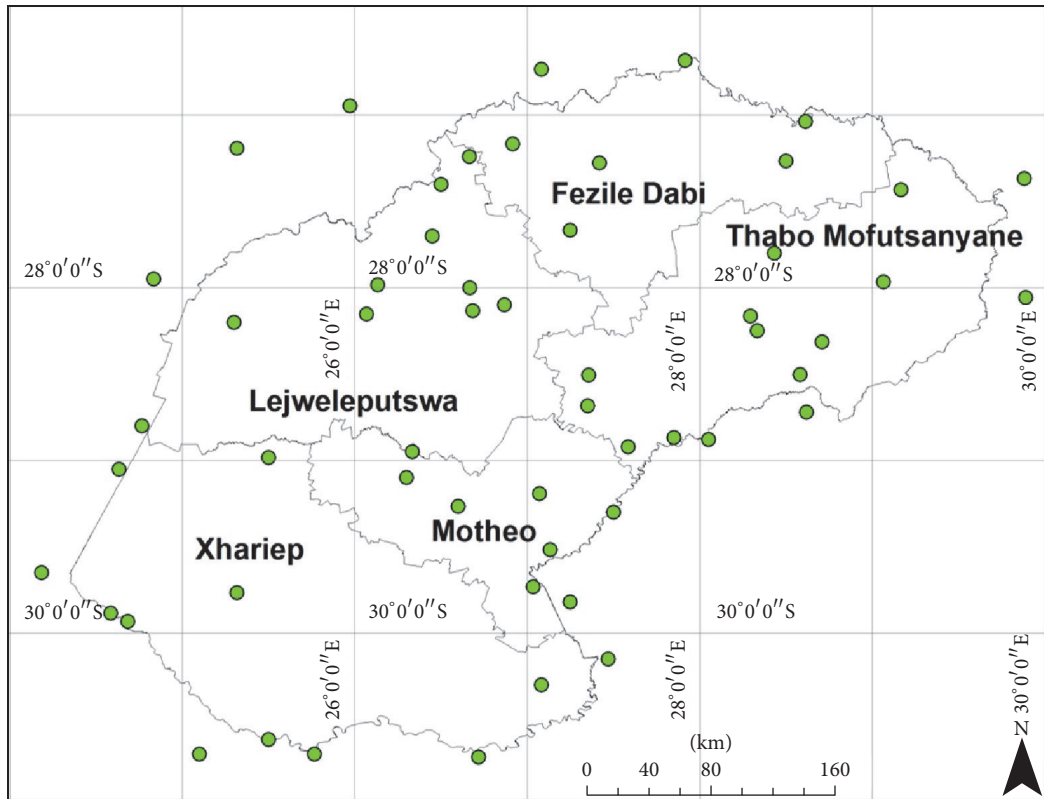 Fezile Dabi
Thabo Mofutsanyane
28°0′0″S
28°0′0″S
28°0′0″S
26°0′0″E
28°0′0″E
30°0′0″E
Lejweleputswa
Motheo
Xhariep
30°0′0″S
30°0′0″S
30°0′0″S
26°0′0″E
28°0′0″E
30°0′0″E
N
(km)
0 40 80 160